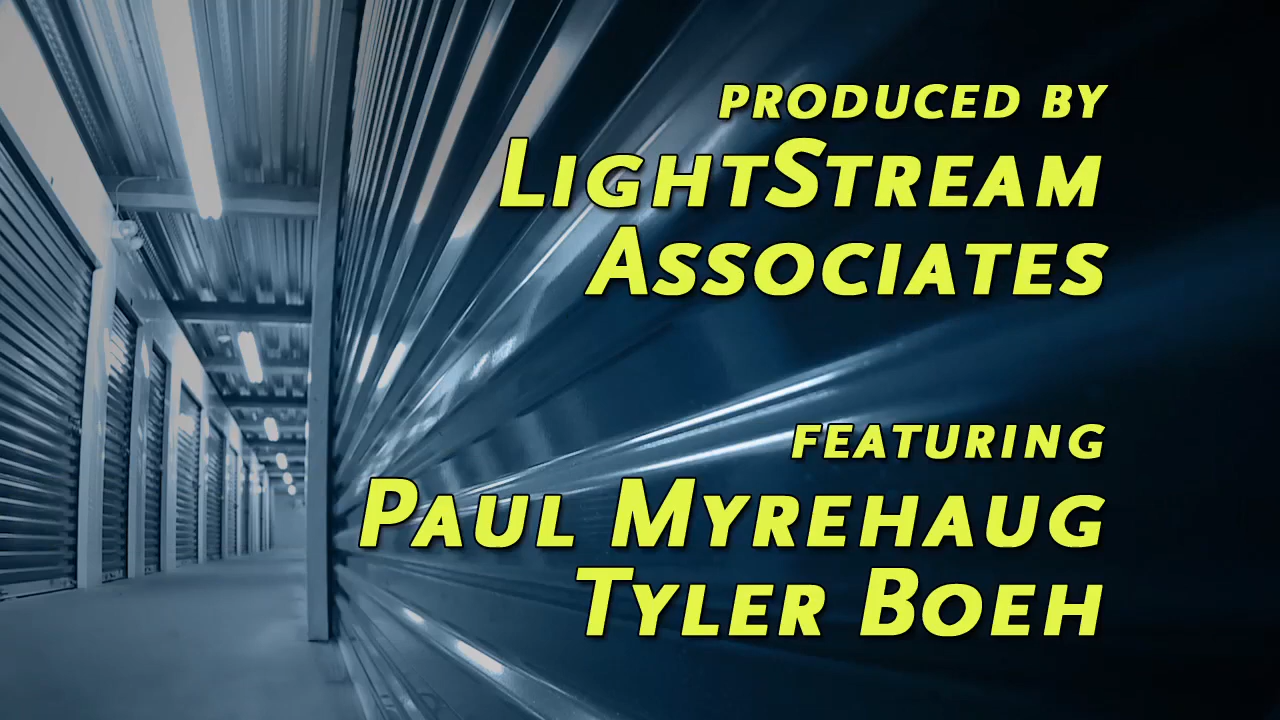 PRODUCED BY
LIGHTSTREAM
ASSOCIATES
FEATURING
PAUL MYREHAUG
TYLER BOEH